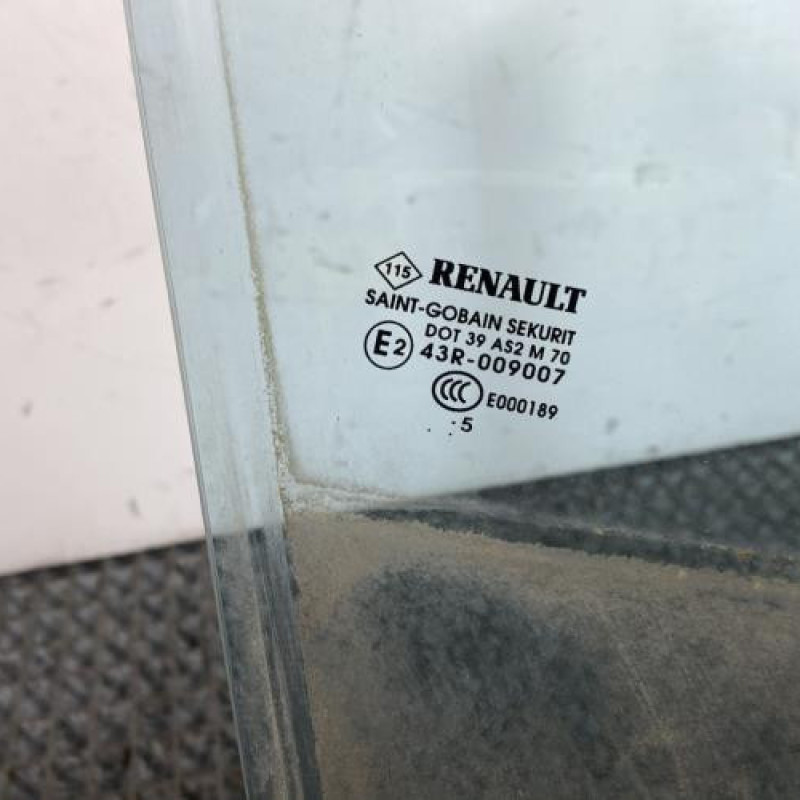 115 RENAULT
SAINT-GOBAIN SEKURIT
DOT 39 AS2 M 70
E2 43R-009007
CCC E000189
. : 5